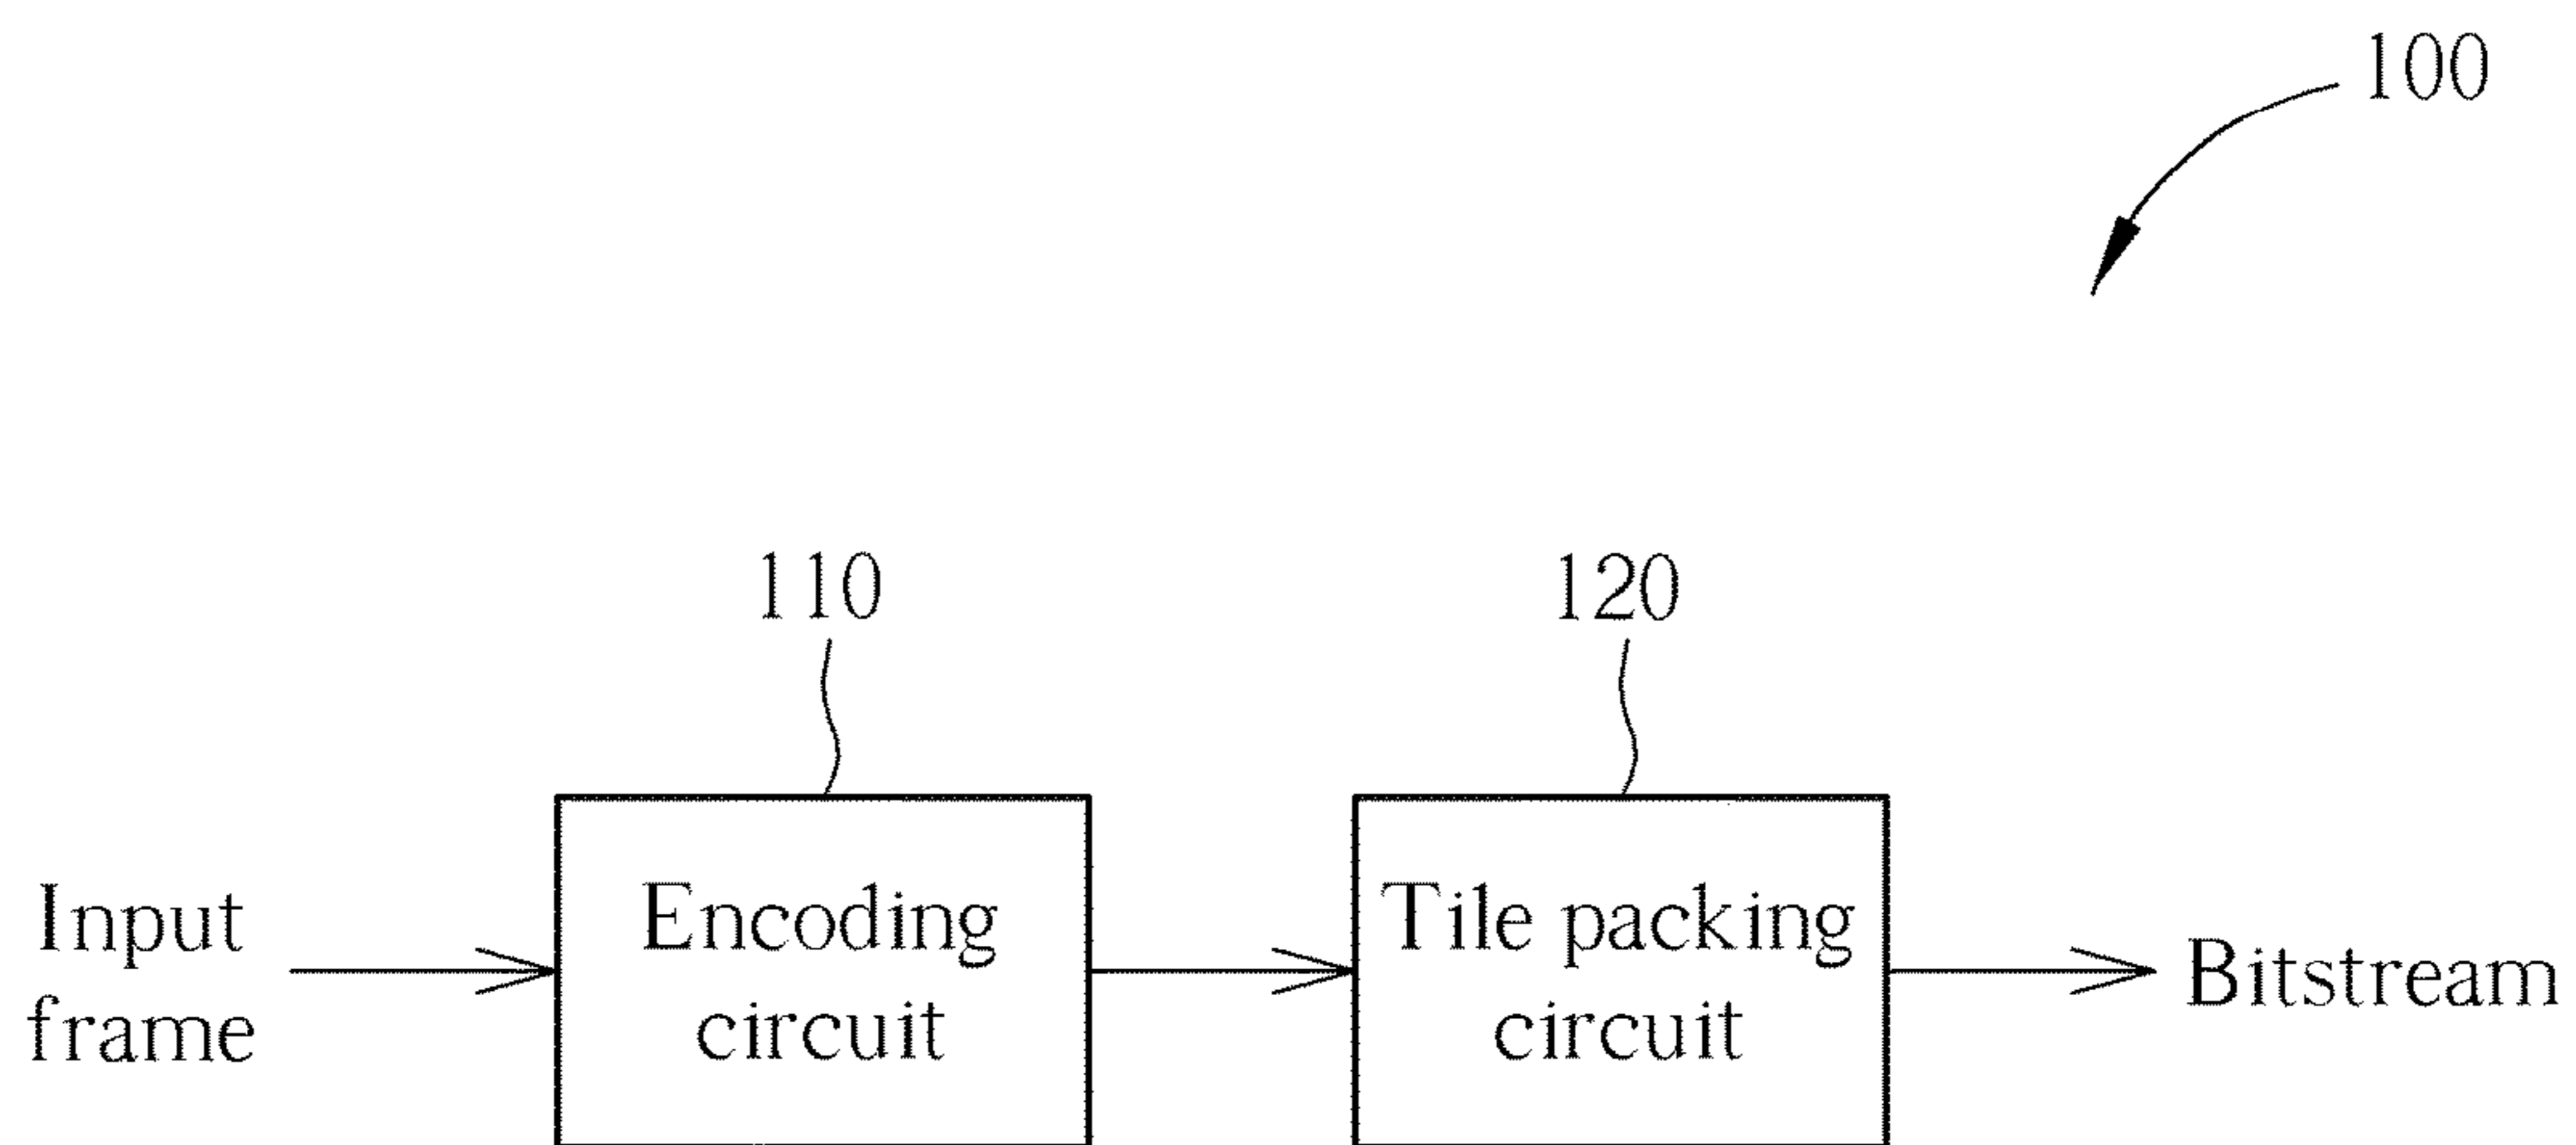 100
110
120
Input
frame
Encoding
circuit
Tile packing
circuit
Bitstream